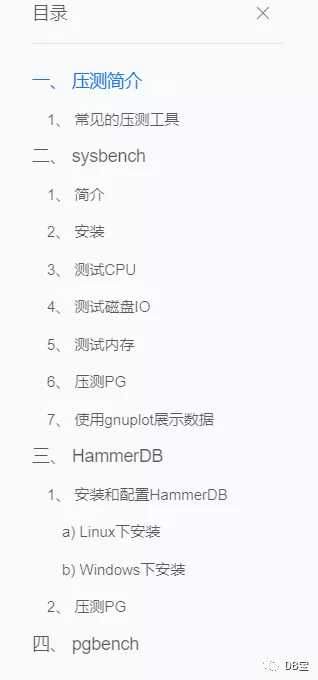 目录
一、 压测简介
1、 常见的压测工具
二、 sysbench
1、 简介
2、 安装
3、 测试CPU
4、 测试磁盘IO
5、 测试内存
6、 压测PG
7、 使用gnuplot展示数据
三、 HammerDB
1、 安装和配置HammerDB
a) Linux下安装
b) Windows下安装
2、 压测PG
四、 pgbench
DB宝